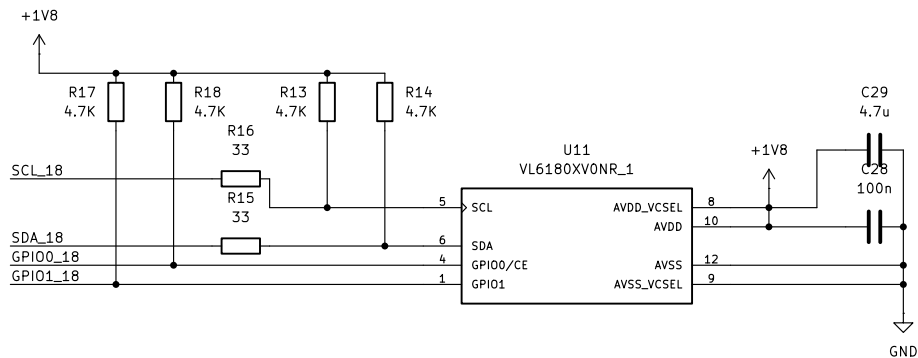 +1V8
R17
4.7K
R18
4.7K
R13
4.7K
R14
4.7K
C29
4.7u
R16
33
U11
VL6180XV0NR_1
+1V8
C28
100n
SCL_18
R15
33
5
SCL
AVDD_VCSEL
8
AVDD
10
SDA_18
6
SDA
GPIO0_18
4
GPIO0/CE
AVSS
12
GPIO1_18
1
GPIO1
AVSS_VCSEL
9
GND